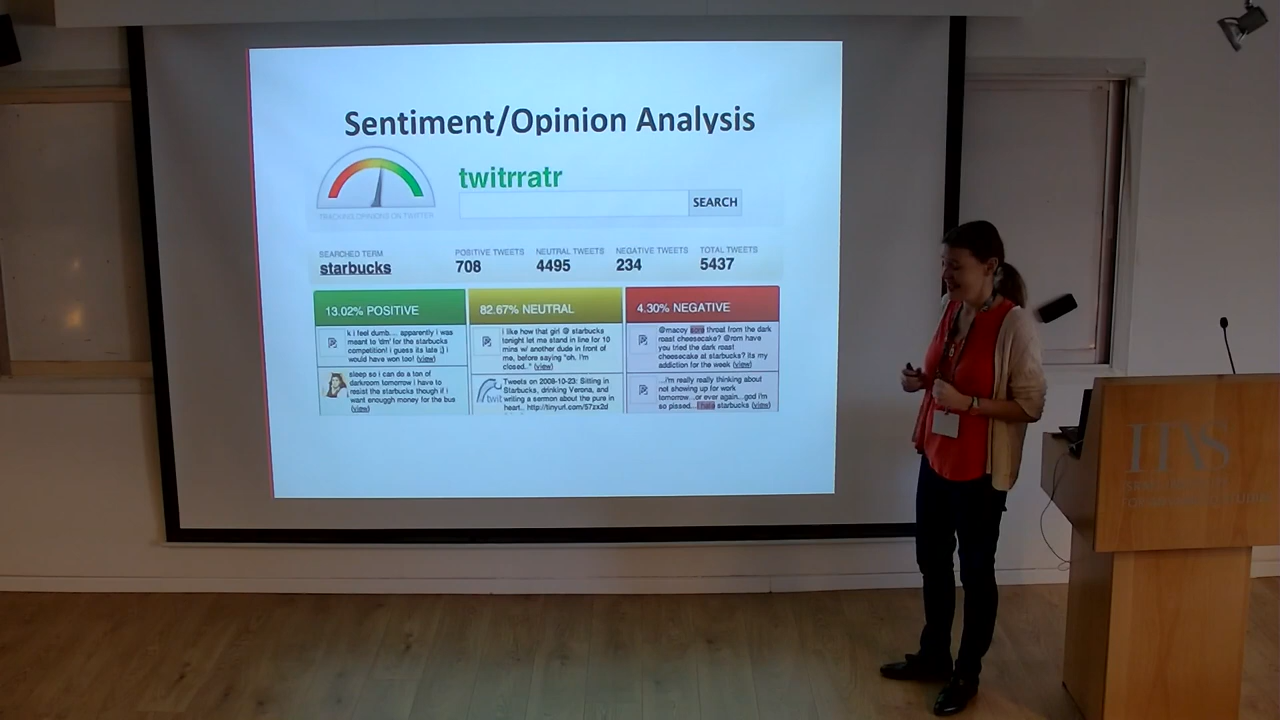 Sentiment/Opinion Analysis
twitrratr
SEARCH
TRACKING OPINIONS ON TWITTER
SEARCHED TERM
starbucks
POSITIVE TWEETS
708
NEUTRAL TWEETS
4495
NEGATIVE TWEETS
234
TOTAL TWEETS
5437
13.02% POSITIVE
k i feel dumb.... apparently i was
meant to 'dm' for the starbucks
competition! i guess its late ;) i
would have won too! (view)
sleep so i can do a ton of
darkroom tomorrow i have to
resist the starbucks though if i
want enouggh money for the bus
(view)
82.67% NEUTRAL
i like how that girl @ starbucks
tonight let me stand in line for 10
mins w/ another dude in front of
me, before saying "oh. I'm
closed.."
(view)
twit
Tweets on 2008-10-23: Sitting in
Starbucks, drinking Verona, and
writing a sermon about the pure in
heart.. http://tinyurl.com/57zx2d
4.30% NEGATIVE
@macoy sore throat from the dark
roast cheesecake? @rom have
you tried the dark roast
cheesecake at starbucks? its my
addiction for the week (view)
...i'm really really thinking about
not showing up for work
tomorrow...or ever again...god i'm
so pissed...I hate starbucks (view)
IIAS